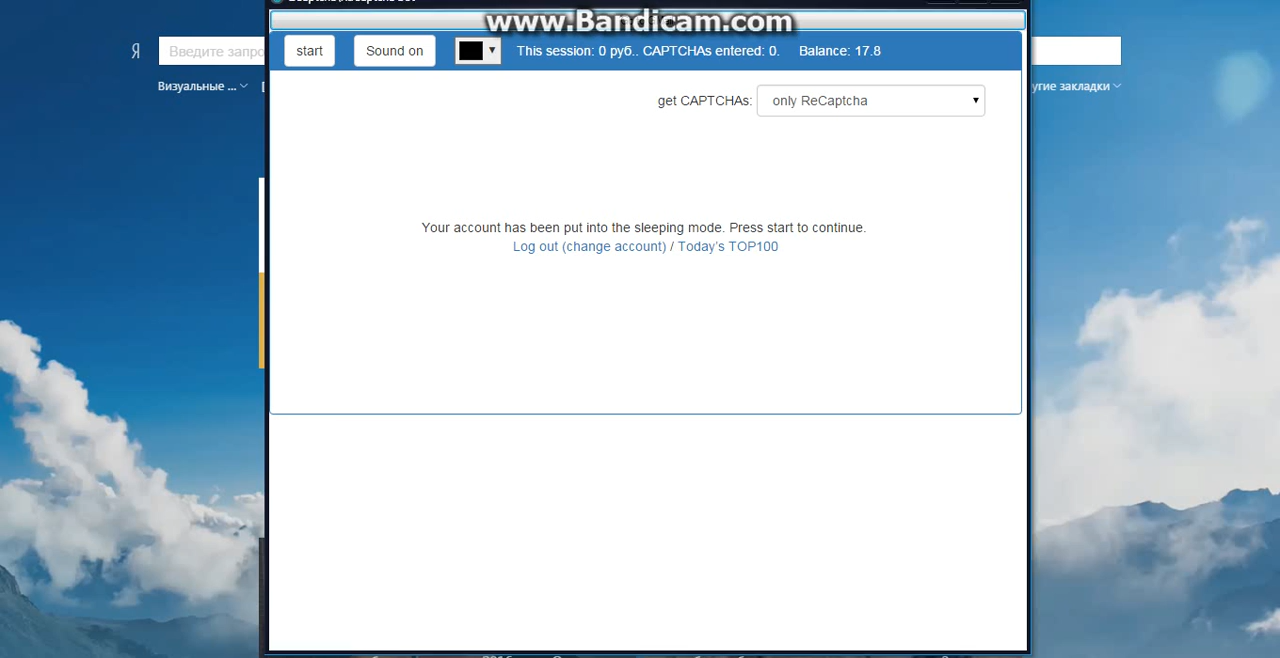 www.Bandicam.com
start
Sound on
This session: 0 руб.. CAPTCHAs entered: 0.
Balance: 17.8
Я
Введите запро
Визуальные ...
угие закладки
get CAPTCHAs:
only ReCaptcha
Your account has been put into the sleeping mode. Press start to continue.
Log out (change account) / Today's TOP100